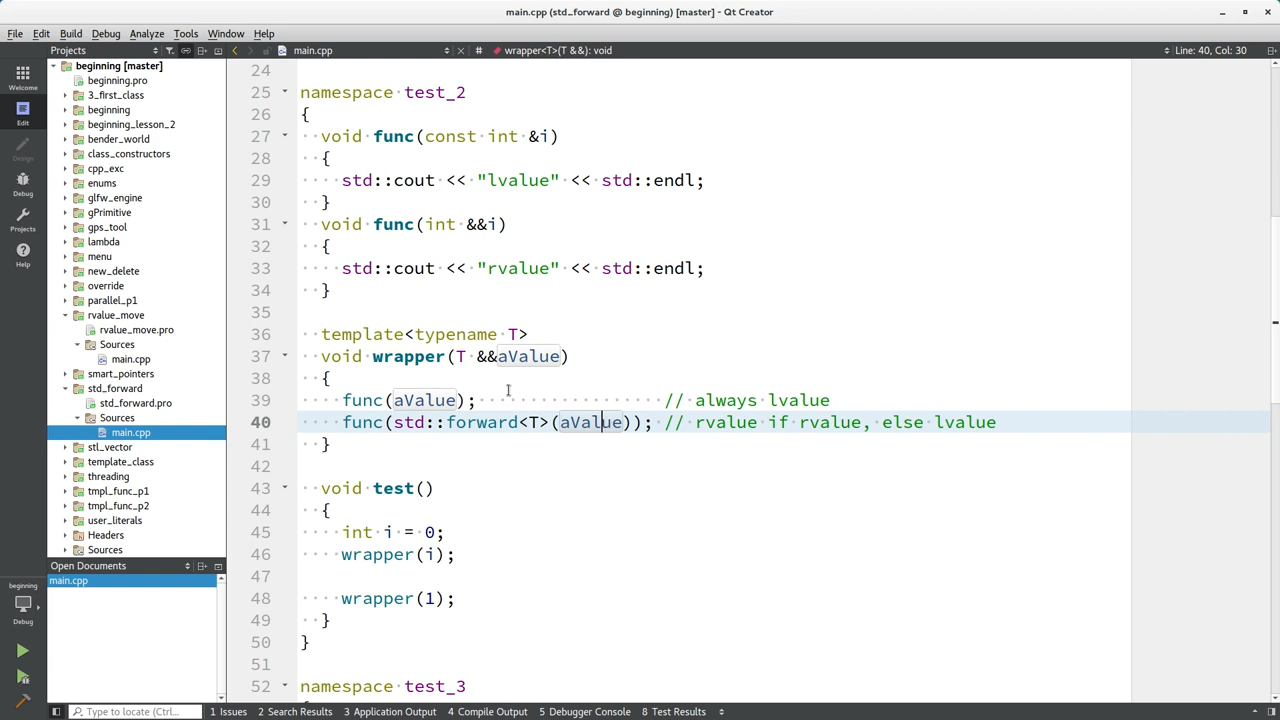 main.cpp (std_forward @ beginning) [master] - Qt Creator
File Edit Build Debug Analyze Tools Window Help
Projects
main.cpp
#
wrapper<T>(T &&): void
Line: 40, Col: 30
Welcome
Edit
Design
Debug
Projects
Help
beginning
Debug
beginning [master]
beginning.pro
3_first_class
beginning
beginning_lesson_2
bender_world
class_constructors
cpp_exc
enums
glfw_engine
gPrimitive
gps_tool
lambda
menu
new_delete
override
parallel_p1
rvalue_move
rvalue_move.pro
Sources
main.cpp
smart_pointers
std_forward
std_forward.pro
Sources
main.cpp
stl_vector
template_class
threading
tmpl_func_p1
tmpl_func_p2
user_literals
Headers
Sources
Open Documents
main.cpp
24
25 namespace test_2
26 {
27 void func(const int &i)
28 {
29 std::cout << "lvalue" << std::endl;
30 }
31 void func(int &&i)
32 {
33 std::cout << "rvalue" << std::endl;
34 }
35
36 template<typename T>
37 void wrapper(T &&aValue)
38 {
39 func(aValue); // always lvalue
40 func(std::forward<T>(aValue)); // rvalue if rvalue, else lvalue
41 }
42
43 void test()
44 {
45 int i = 0;
46 wrapper(i);
47
48 wrapper(1);
49 }
50 }
51
52 namespace test_3
Type to locate (Ctrl...
1 Issues 2 Search Results 3 Application Output 4 Compile Output 5 Debugger Console 8 Test Results